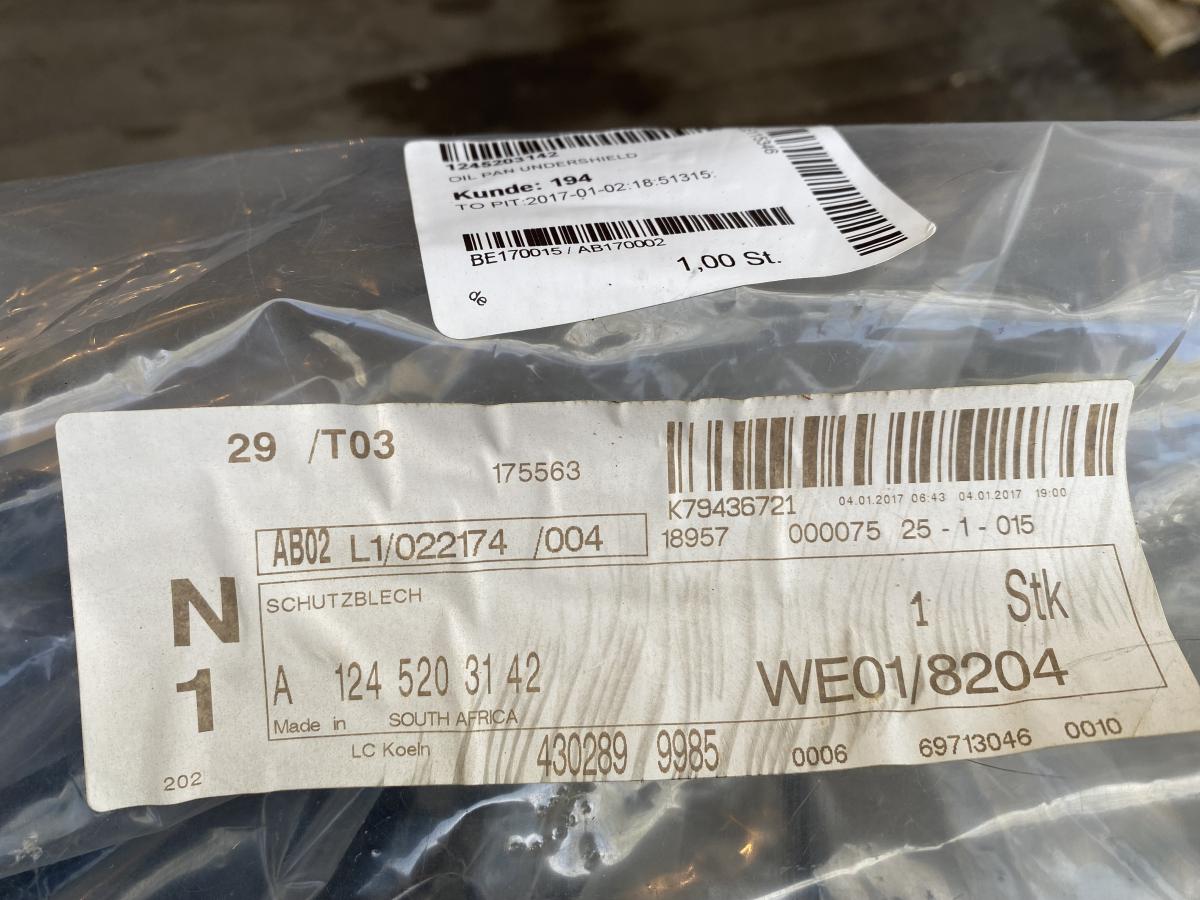 1245203142
OIL PAN UNDERSHIELD
Kunde: 194
TO PIT:2017-01-02:18:51315:
BE170015 / AB170002
1,00 St.
29 /T03
175563
K79436721 04.01.2017 06:43 04.01.2017 19:00
AB02 L1/022174 /004
18957 000075 25 - 1 - 015
N
1
SCHUTZBLECH
1 Stk
A 124 520 31 42
WE01/8204
Made in SOUTH AFRICA
LC Koeln 430289 9985 0006 69713046 0010
202